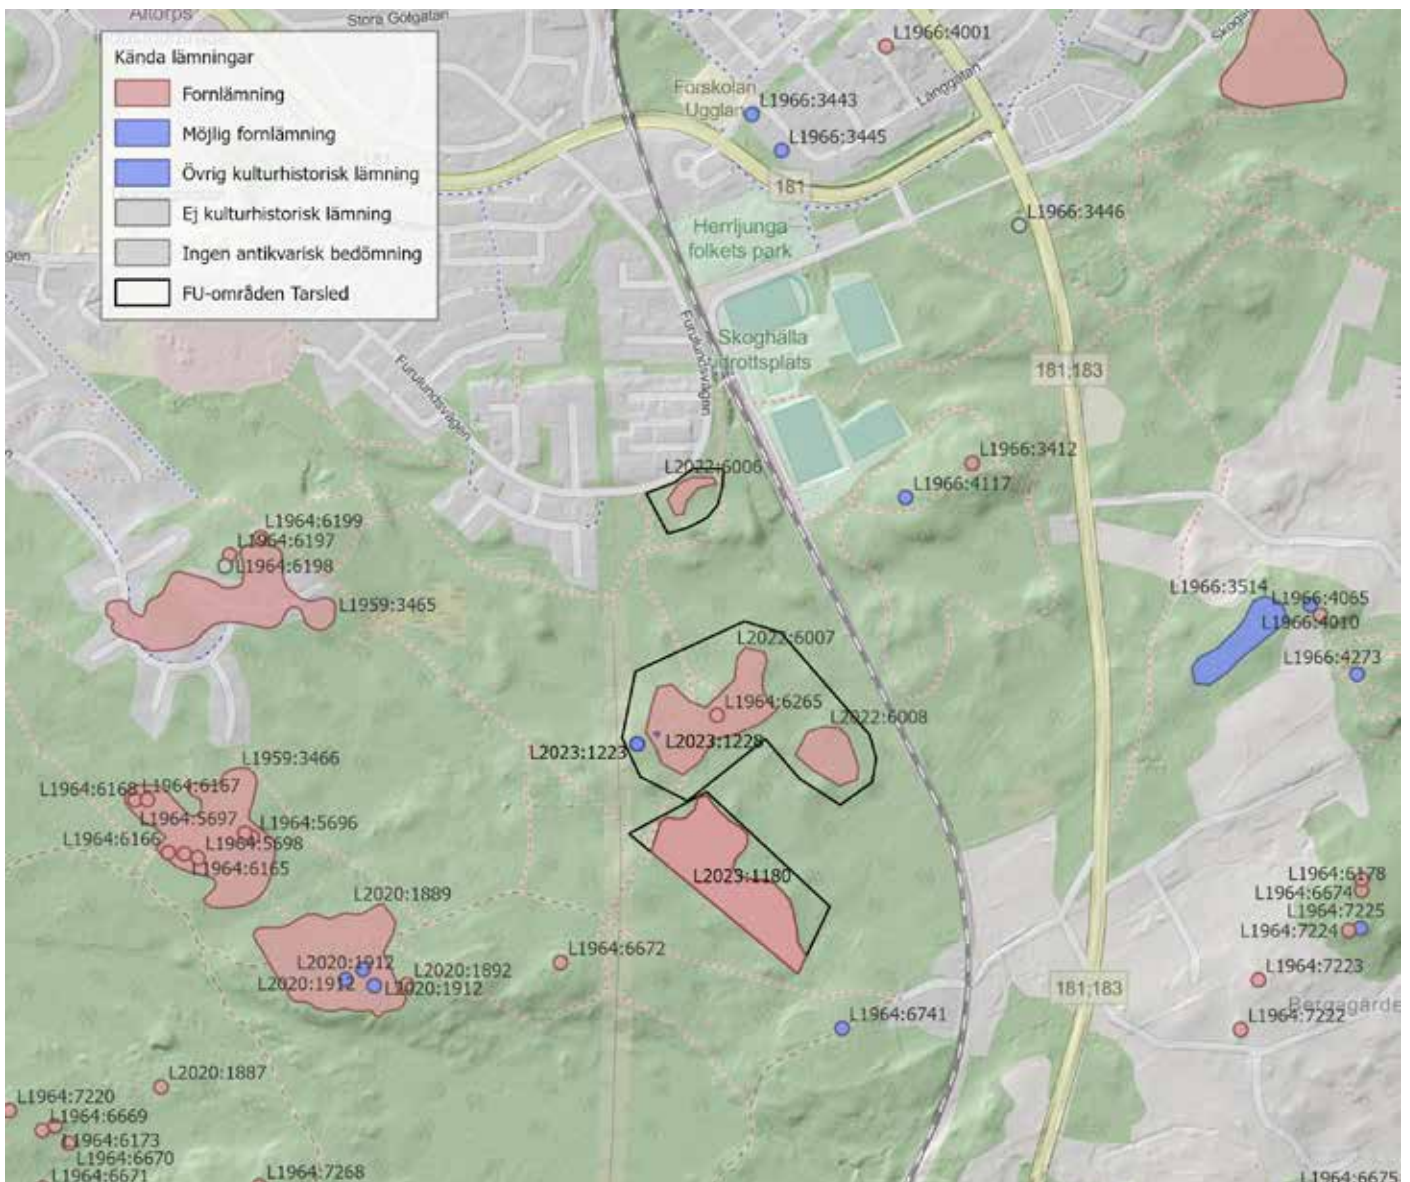 Altorps
Stora Götgatan
Kända lämningar
Fornlämning
Möjlig fornlämning
Övrig kulturhistorisk lämning
Ej kulturhistorisk lämning
Ingen antikvarisk bedömning
FU-områden Tarsled
L1966:4001
Långgatan
Förskolan
Ugglan
L1966:3443
L1966:3445
181
L1966:3446
Herrljunga
folkets park
Skoghälla
idrottsplats
Furulundsvägen
Furulundsvägen
181;183
L1966:3412
L1966:4117
L2022:6006
L1964:6199
L1964:6197
L1964:6198
L1959:3465
L1966:3514
L1966:4065
L1966:4010
L1966:4273
L2022:6007
L1964:6265
L2022:6008
L2023:1223
L2023:1228
L1959:3466
L1964:6168
L1964:6167
L1964:5697
L1964:5696
L1964:6166
L1964:5698
L1964:6165
L2023:1180
L2020:1889
L1964:6178
L1964:6674
L1964:7225
L1964:7224
L1964:6672
L2020:1912
L2020:1892
L2020:1912
L2020:1912
L1964:7223
181;183
Bergagärde
L1964:6741
L1964:7222
L2020:1887
L1964:7220
L1964:6669
L1964:6173
L1964:6670
L1964:6671
L1964:7268
L1964:6675